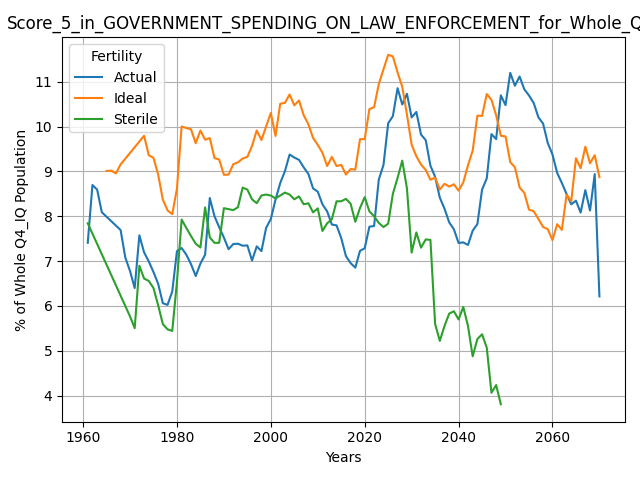 Score_5_in_GOVERNMENT_SPENDING_ON_LAW_ENFORCEMENT_for_Whole_Q
Fertility
Actual
Ideal
Sterile
% of Whole Q4_IQ Population
11
10
9
8
7
6
5
4
1960 1980 2000 2020 2040 2060
Years